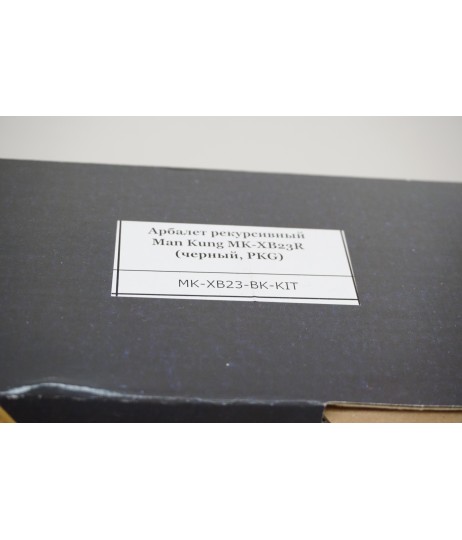 Арбалет рекурсивный
Man Kung MK-XB23R
(черный, PKG)
MK-XB23-BK-KIT